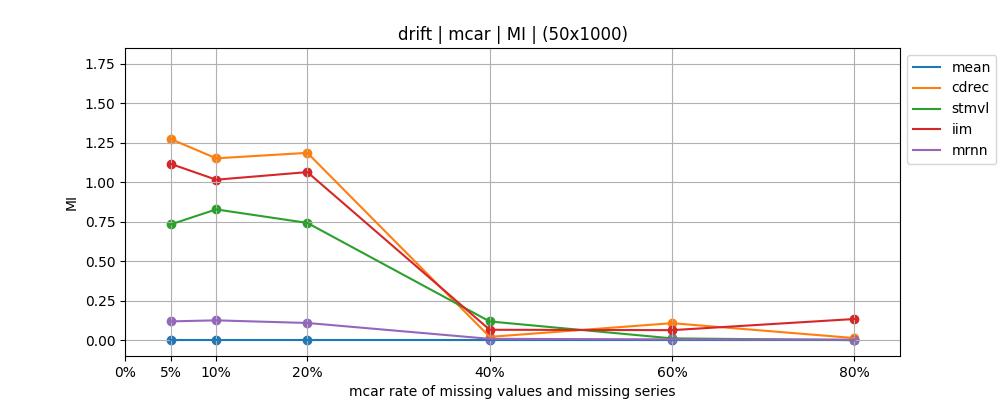 drift | mcar | MI | (50x1000)
MI
1.75
1.50
1.25
1.00
0.75
0.50
0.25
0.00
0% 5% 10% 20% 40% 60% 80%
mcar rate of missing values and missing series
mean
cdrec
stmvl
iim
mrnn